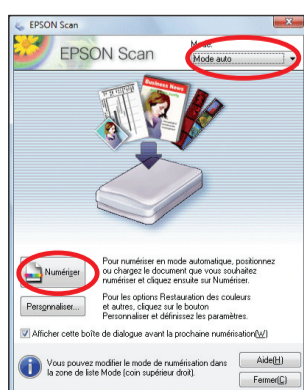 EPSON Scan
EPSON Scan
Mode:
Mode auto
Business News
Numériser
Pour numériser en mode automatique, positionnez
ou chargez le document que vous souhaitez
numériser et cliquez ensuite sur Numériser.
Personnaliser...
Pour les options Restauration des couleurs
et autres, cliquez sur le bouton
Personnaliser et définissez les paramètres.
Afficher cette boîte de dialogue avant la prochaine numérisation(W)
Vous pouvez modifier le mode de numérisation dans
la zone de liste Mode (coin supérieur droit).
Aide(H)
Fermer(C)